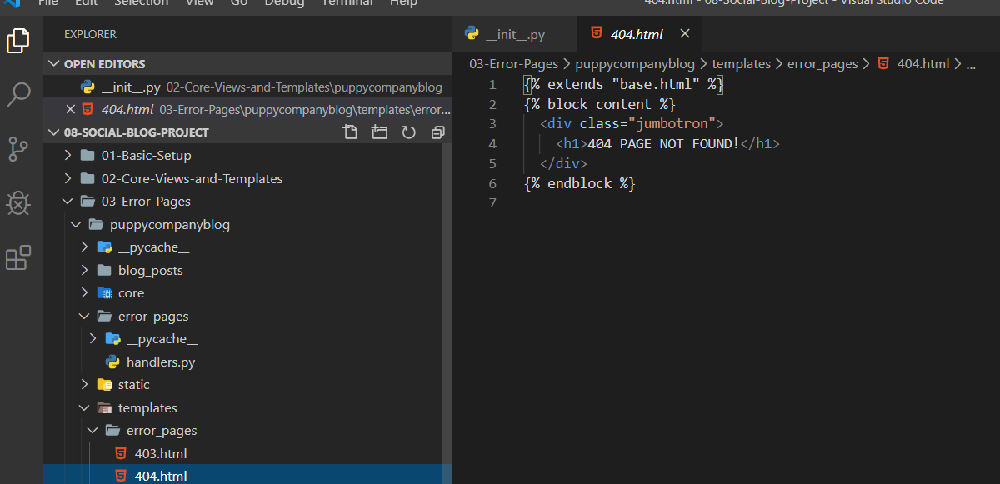 File Edit Selection View Go Debug Terminal Help 404.html - 08-Social-Blog-Project - Visual Studio Code
EXPLORER
OPEN EDITORS
__init__.py 02-Core-Views-and-Templates\puppycompanyblog
404.html 03-Error-Pages\puppycompanyblog\templates\error...
08-SOCIAL-BLOG-PROJECT
01-Basic-Setup
02-Core-Views-and-Templates
03-Error-Pages
puppycompanyblog
__pycache__
blog_posts
core
error_pages
__pycache__
handlers.py
static
templates
error_pages
403.html
404.html
__init__.py 404.html
03-Error-Pages > puppycompanyblog > templates > error_pages > 404.html > ...
1 {% extends "base.html" %}
2 {% block content %}
3 <div class="jumbotron">
4 <h1>404 PAGE NOT FOUND!</h1>
5 </div>
6 {% endblock %}
7